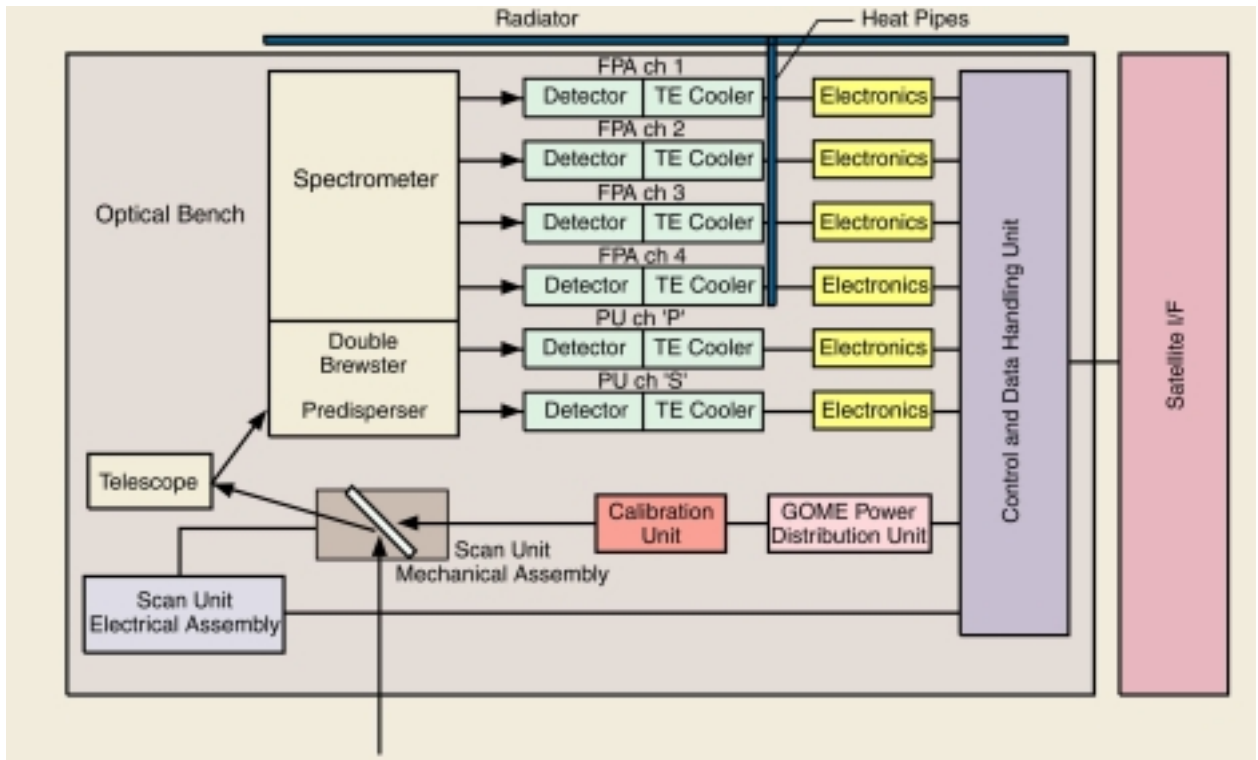 Radiator
Heat Pipes
FPA ch 1
Detector
TE Cooler
Electronics
FPA ch 2
Detector
TE Cooler
Electronics
Spectrometer
FPA ch 3
Optical Bench
Detector
TE Cooler
Electronics
FPA ch 4
Detector
TE Cooler
Electronics
PU ch 'P'
Double
Brewster
Detector
TE Cooler
Electronics
PU ch 'S'
Predisperser
Detector
TE Cooler
Electronics
Control and Data Handling Unit
Satellite I/F
Telescope
Calibration
Unit
GOME Power
Distribution Unit
Scan Unit
Mechanical Assembly
Scan Unit
Electrical Assembly